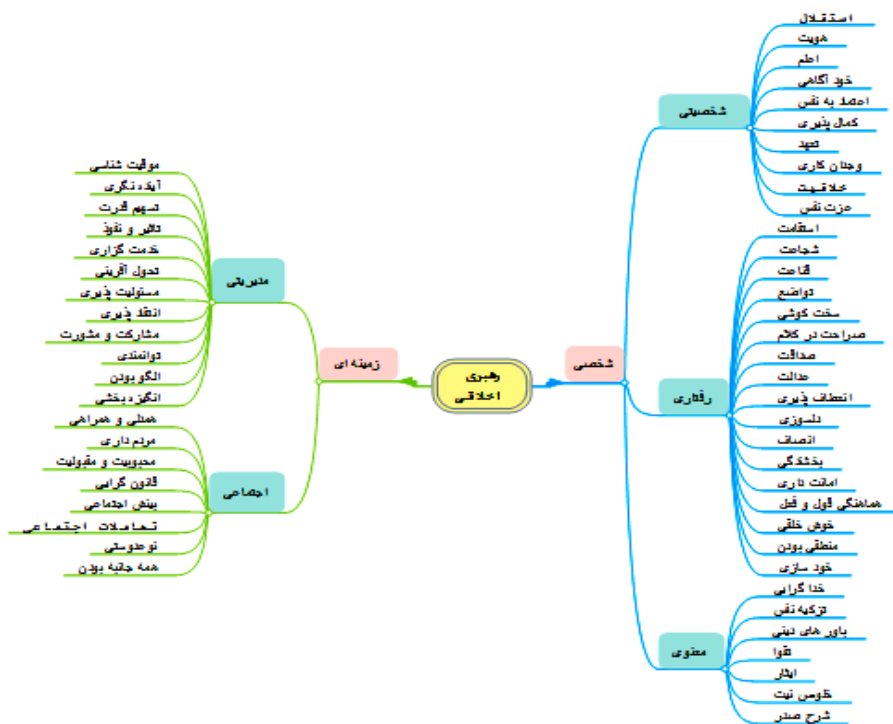 رهبری
اخلاقی
شخصی
شخصیتی
استقلال
هویت
خود آگاهی
اعتماد به نفس
کمال پذیری
تعهد
وجدان کاری
خلاقیت
عزت نفس
رفتاری
استقامت
شجاعت
قناعت
تواضع
سخت کوشی
صراحت در کلام
صداقت
عدالت
انعطاف پذیری
دلسوزی
انصاف
بخشندگی
امانت داری
هماهنگی قول و فعل
خوش خلقی
منطقی بودن
خود سازی
معنوی
خدا گرایی
تزکیه نفس
باور های دینی
تقوا
ایثار
خلوص نیت
شرح صدر
زمینه ای
مدیریتی
موقیت شناسی
آینده نگری
تسهیم قدرت
تاثیر و نفوذ
خدمت گزاری
تحول آفرینی
مسئولیت پذیری
انتقاد پذیری
مشارکت و مشورت
توانمندی
الگو بودن
انگیزه بخشی
اجتماعی
همدلی و همراهی
مردم داری
محبوبیت و مقبولیت
قانون گرایی
بینش اجتماعی
تعاملات اجتماعی
نوعدوستی
همه جانبه بودن